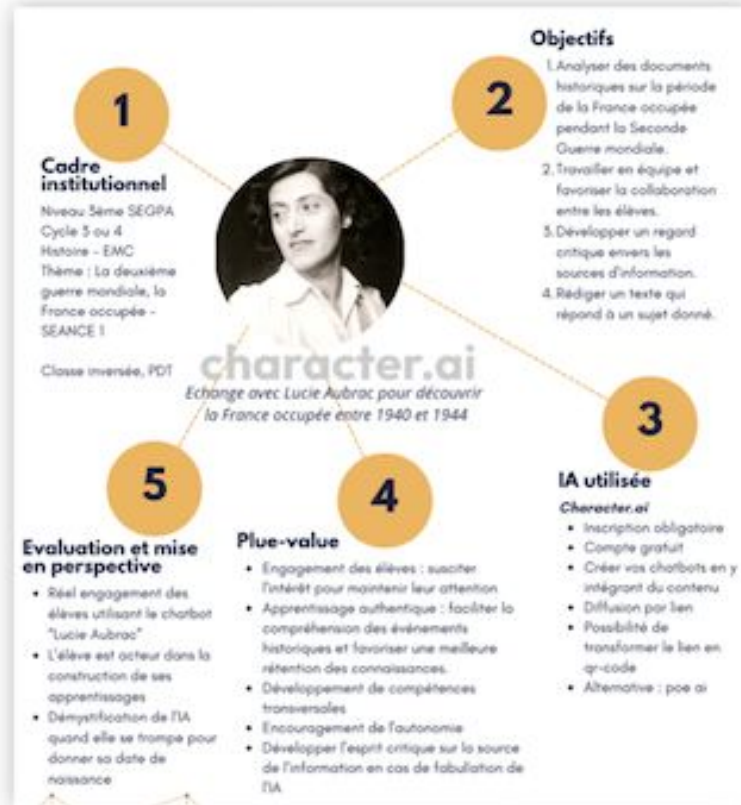 1
Cadre
institutionnel
Niveau 3ème SEGPA
Cycle 3 ou 4
Histoire - EMC
Thème : La deuxième
guerre mondiale, la
France occupée -
SEANCE 1
Classe inversée, PDT
2
Objectifs
1. Analyser des documents
historiques sur la période
de la France occupée
pendant la Seconde
Guerre mondiale.
2. Travailler en équipe et
favoriser la collaboration
entre les élèves.
3. Développer un regard
critique envers les
sources d'information.
4. Rédiger un texte qui
répond à un sujet donné.
character.ai
Echange avec Lucie Aubrac pour découvrir
la France occupée entre 1940 et 1944
3
IA utilisée
Character.ai
• Inscription obligatoire
• Compte gratuit
• Créer vos chatbots en y
intégrant du contenu
• Diffusion par lien
• Possibilité de
transformer le lien en
qr-code
• Alternative : poe ai
4
Plue-value
• Engagement des élèves : susciter
l'intérêt pour maintenir leur attention
• Apprentissage authentique : faciliter la
compréhension des événements
historiques et favoriser une meilleure
rétention des connaissances.
• Développement de compétences
transversales
• Encouragement de l'autonomie
• Développer l'esprit critique sur la source
de l'information en cas de fabulation de
l'IA
5
Evaluation et mise
en perspective
• Réel engagement des
élèves utilisant le chatbot
"Lucie Aubrac"
• L'élève est acteur dans la
construction de ses
apprentissages
• Démystification de l'IA
quand elle se trompe pour
donner sa date de
naissance